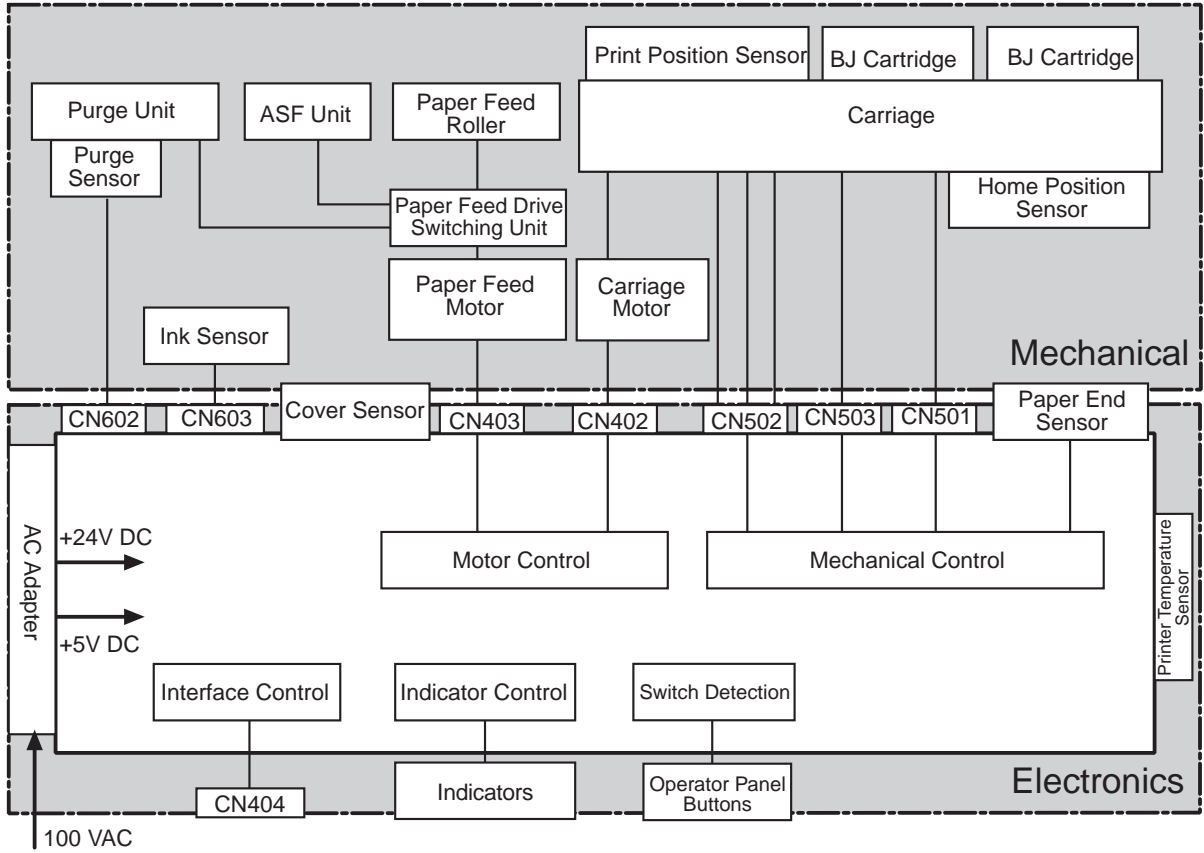 Print Position Sensor
BJ Cartridge
BJ Cartridge
Purge Unit
ASF Unit
Paper Feed
Roller
Carriage
Purge
Sensor
Home Position
Sensor
Paper Feed Drive
Switching Unit
Paper Feed
Motor
Carriage
Motor
Ink Sensor
Mechanical
CN602
CN603
Cover Sensor
CN403
CN402
CN502
CN503
CN501
Paper End
Sensor
AC Adapter
+24V DC
+5V DC
Motor Control
Mechanical Control
Printer Temperature
Sensor
Interface Control
Indicator Control
Switch Detection
CN404
Indicators
Operator Panel
Buttons
Electronics
100 VAC